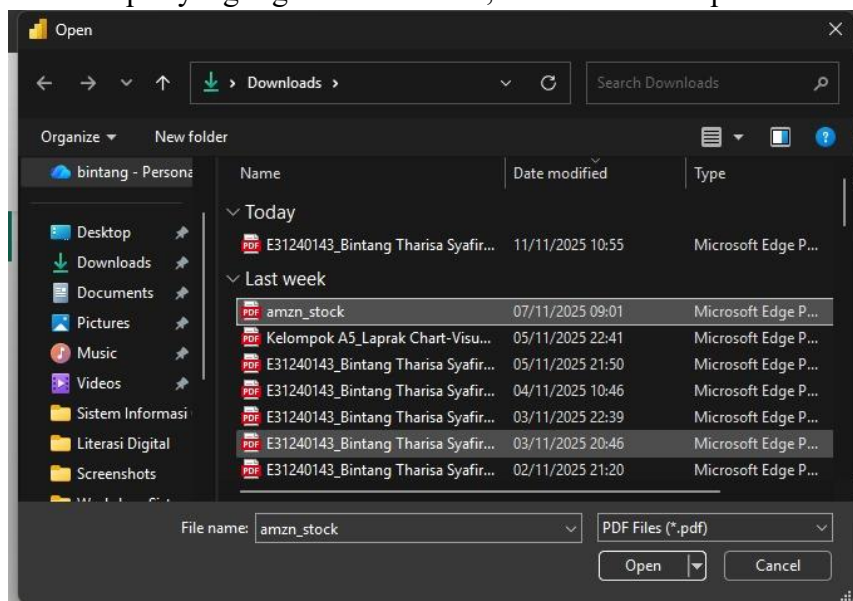 Open
Downloads
Search Downloads
Organize
New folder
bintang - Persona
Name
Date modified
Type
Today
Desktop
E31240143_Bintang Tharisa Syafir... 11/11/2025 10:55 Microsoft Edge P...
Downloads
Last week
Documents
amzn_stock 07/11/2025 09:01 Microsoft Edge P...
Pictures
Kelompok A5_Laprak Chart-Visu... 05/11/2025 22:41 Microsoft Edge P...
Music
E31240143_Bintang Tharisa Syafir... 05/11/2025 21:50 Microsoft Edge P...
Videos
E31240143_Bintang Tharisa Syafir... 04/11/2025 10:46 Microsoft Edge P...
Sistem Informasi
E31240143_Bintang Tharisa Syafir... 03/11/2025 22:39 Microsoft Edge P...
Literasi Digital
E31240143_Bintang Tharisa Syafir... 03/11/2025 20:46 Microsoft Edge P...
Screenshots
E31240143_Bintang Tharisa Syafir... 02/11/2025 21:20 Microsoft Edge P...
File name: amzn_stock
PDF Files (*.pdf)
Open
Cancel